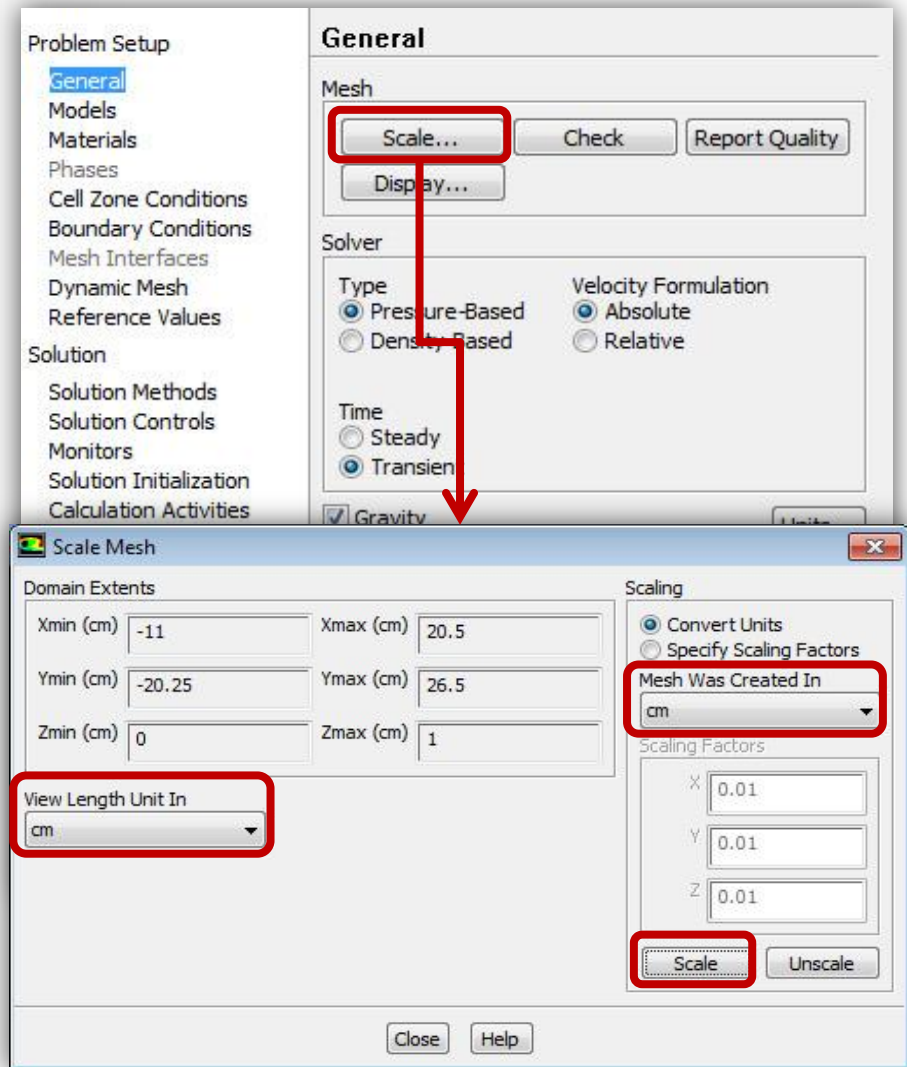 Problem Setup
General
Models
Materials
Phases
Cell Zone Conditions
Boundary Conditions
Mesh Interfaces
Dynamic Mesh
Reference Values
Solution
Solution Methods
Solution Controls
Monitors
Solution Initialization
Calculation Activities
General
Mesh
Scale... Check Report Quality
Display...
Solver
Type Velocity Formulation
Pressure-Based Absolute
Density-Based Relative
Time
Steady
Transient
Gravity Units...
Scale Mesh
Domain Extents
Xmin (cm) -11 Xmax (cm) 20.5
Ymin (cm) -20.25 Ymax (cm) 26.5
Zmin (cm) 0 Zmax (cm) 1
View Length Unit In
cm
Scaling
Convert Units
Specify Scaling Factors
Mesh Was Created In
cm
Scaling Factors
X 0.01
Y 0.01
Z 0.01
Scale Unscale
Close Help